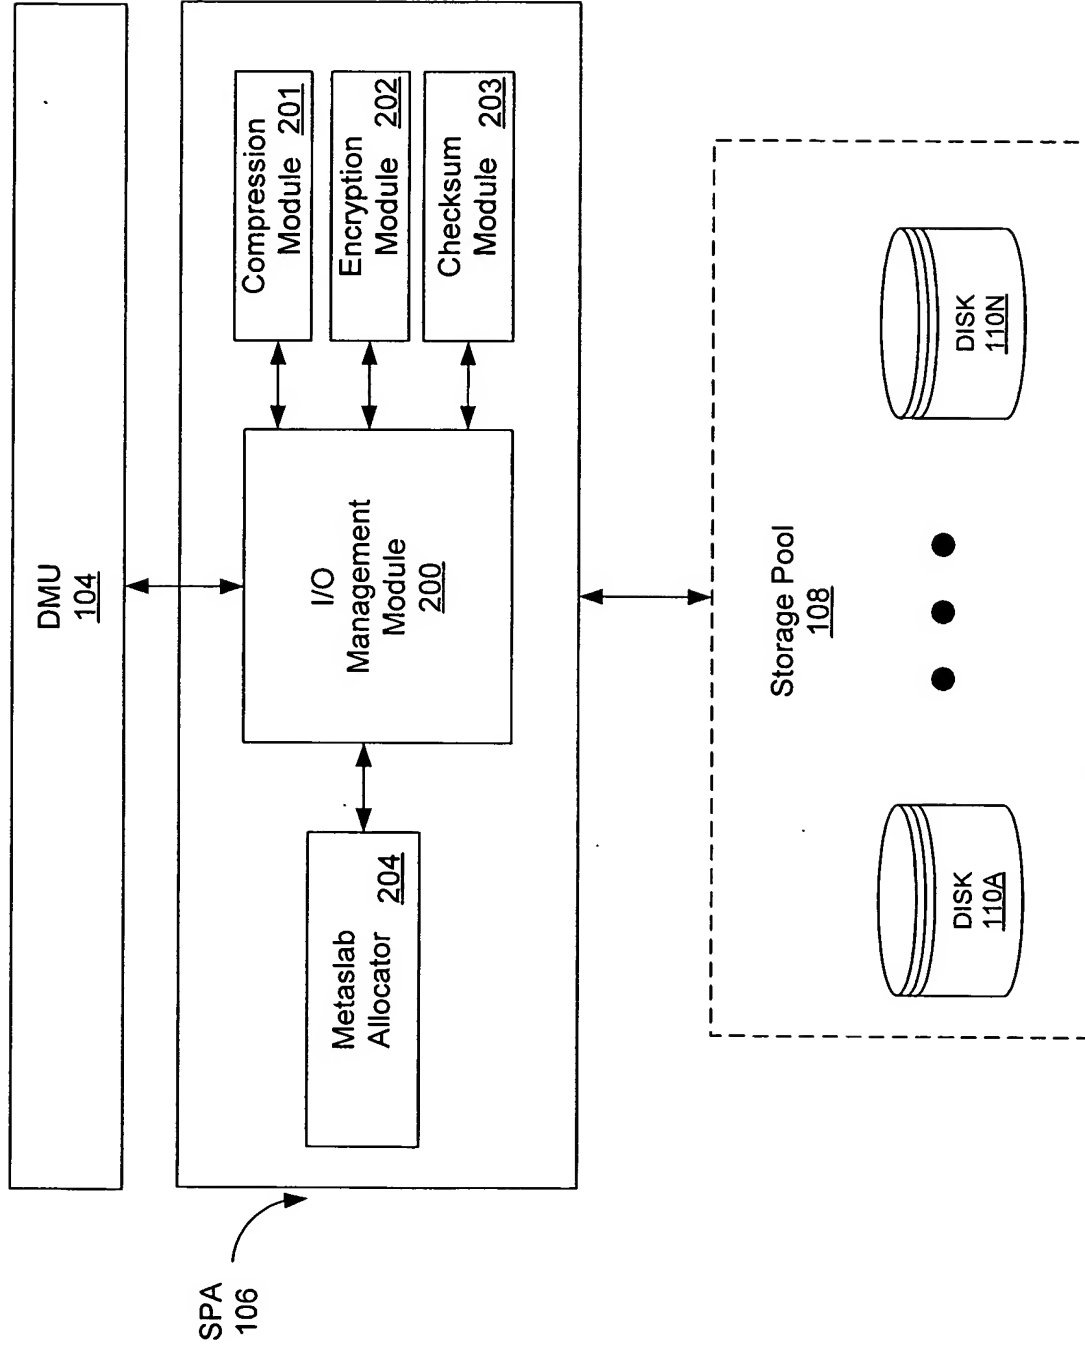 DMU
104
SPA
106
Metaslab
Allocator 204
I/O
Management
Module
200
Compression
Module 201
Encryption
Module 202
Checksum
Module 203
Storage Pool
108
DISK
110A
DISK
110N